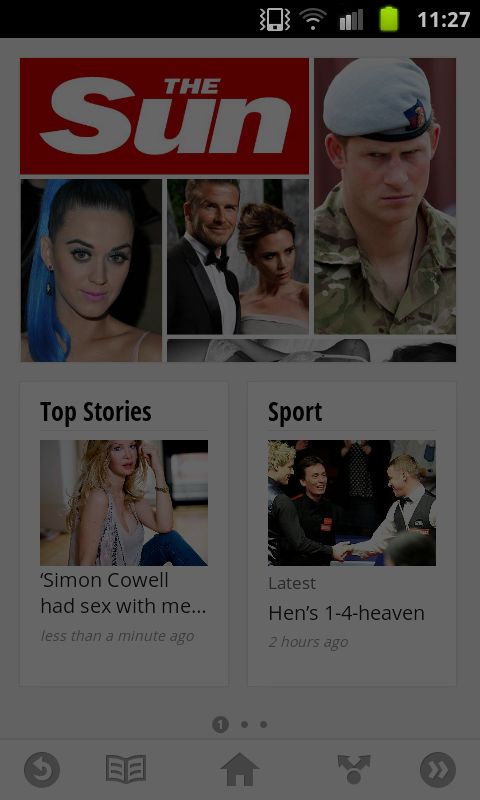 11:27
THE
Sun
Top Stories
Sport
‘Simon Cowell
had sex with me...
less than a minute ago
Latest
Hen’s 1-4-heaven
2 hours ago
1